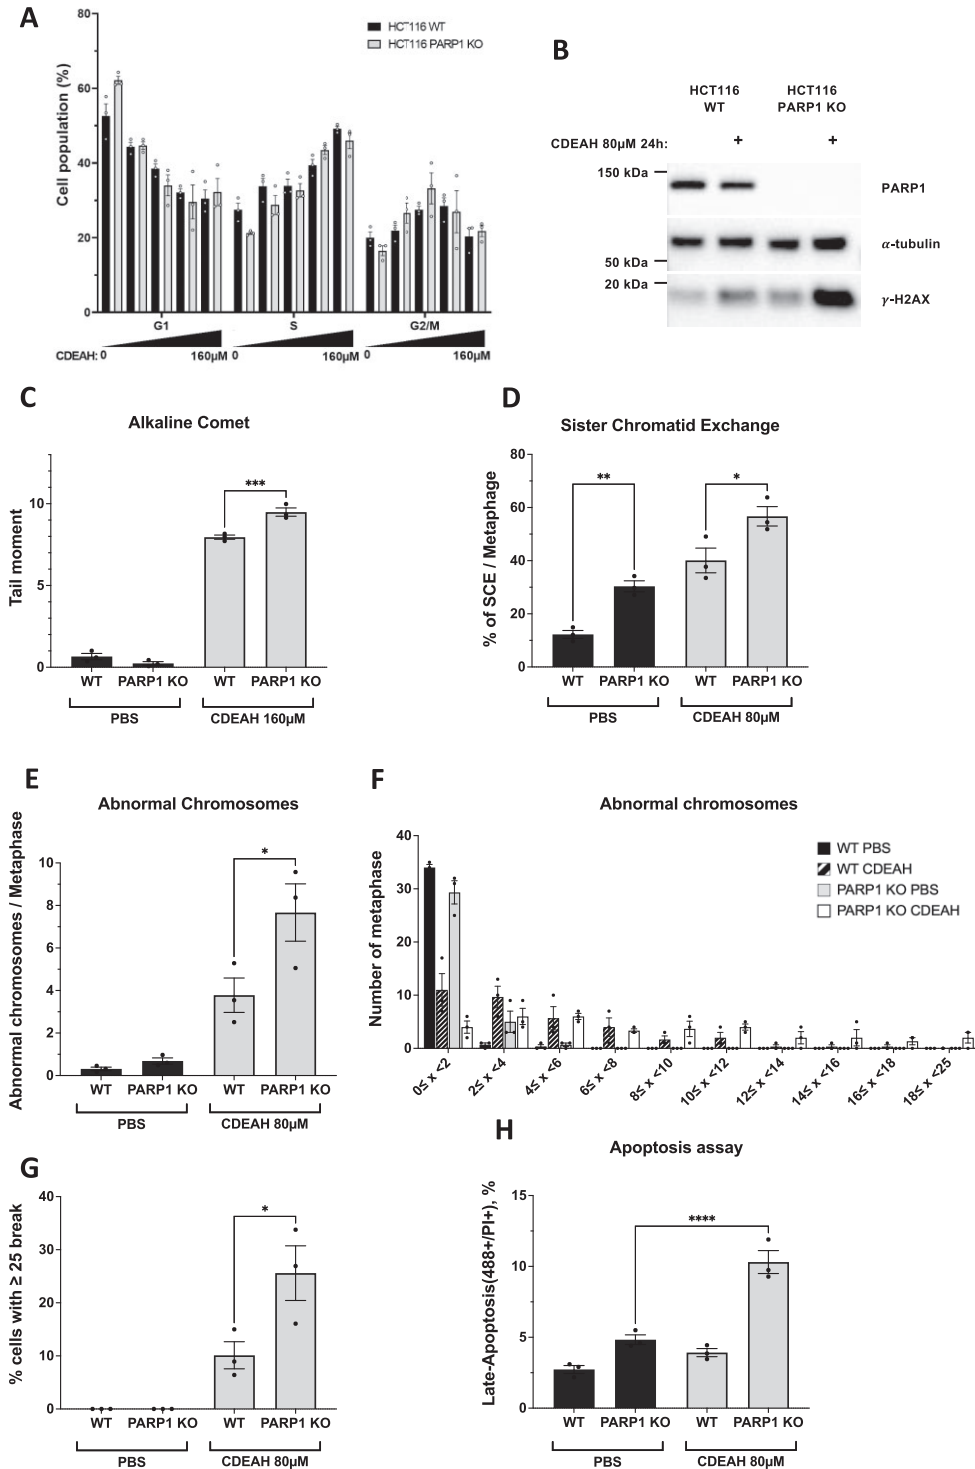 A
HCT116 WT
HCT116 PARP1 KO
Cell population (%)
80
60
40
20
0
G1
S
G2/M
CDEAH: 0
160µM
0
160µM
0
160µM
B
HCT116
WT
HCT116
PARP1 KO
CDEAH 80µM 24h:
+
+
150 kDa
PARP1
α-tubulin
50 kDa
20 kDa
γ-H2AX
C
Alkaline Comet
Tail moment
10
5
0
***
WT
PARP1 KO
WT
PARP1 KO
PBS
CDEAH 160µM
D
Sister Chromatid Exchange
% of SCE / Metaphage
80
60
40
20
0
**
*
WT
PARP1 KO
WT
PARP1 KO
PBS
CDEAH 80µM
E
Abnormal Chromosomes
Abnormal chromosomes / Metaphase
10
8
6
4
2
0
*
WT
PARP1 KO
WT
PARP1 KO
PBS
CDEAH 80µM
F
Abnormal chromosomes
Number of metaphase
40
30
20
10
0
WT PBS
WT CDEAH
PARP1 KO PBS
PARP1 KO CDEAH
0≤ x <2
2≤ x <4
4≤ x <6
6≤ x <8
8≤ x <10
10≤ x <12
12≤ x <14
14≤ x <16
16≤ x <18
18≤ x <25
G
% cells with ≥ 25 break
40
30
20
10
0
*
WT
PARP1 KO
WT
PARP1 KO
PBS
CDEAH 80µM
H
Apoptosis assay
Late-Apoptosis(488+/PI+), %
15
10
5
0
****
WT
PARP1 KO
WT
PARP1 KO
PBS
CDEAH 80µM